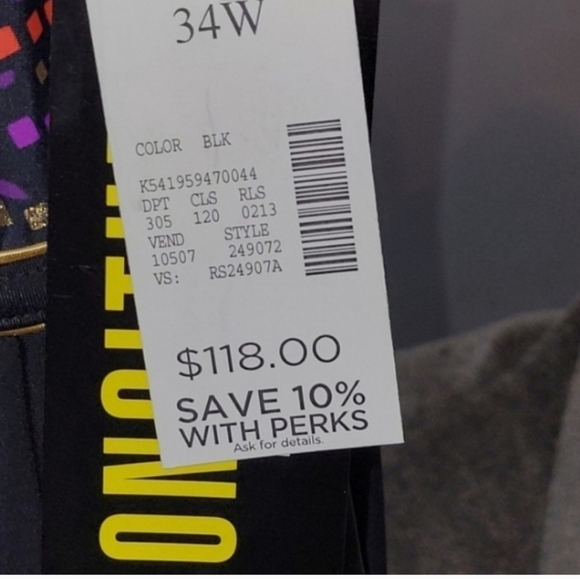 34W
COLOR BLK
K541959470044
DPT CLS RLS
305 120 0213
VEND STYLE
10507 249072
VS: RS24907A
$118.00
SAVE 10%
WITH PERKS
Ask for details.